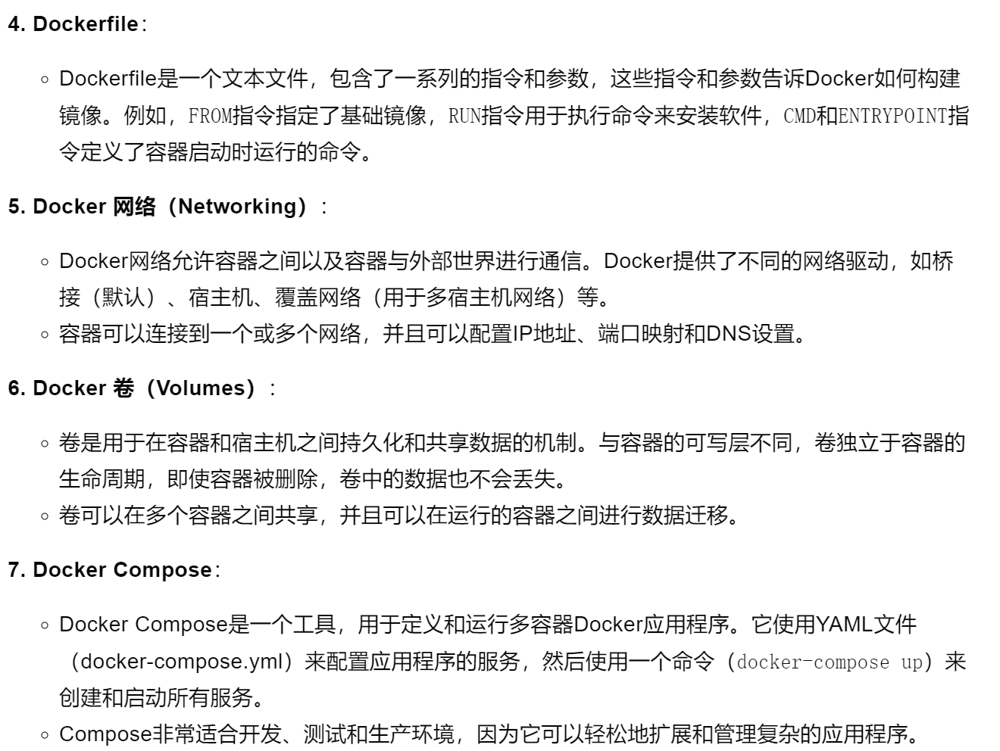 4. Dockerfile：
Dockerfile是一个文本文件，包含了一系列的指令和参数，这些指令和参数告诉Docker如何构建
镜像。例如，FROM指令指定了基础镜像，RUN指令用于执行命令来安装软件，CMD和ENTRYPOINT指
令定义了容器启动时运行的命令。
5. Docker 网络（Networking）：
Docker网络允许容器之间以及容器与外部世界进行通信。Docker提供了不同的网络驱动，如桥
接（默认）、宿主机、覆盖网络（用于多宿主机网络）等。
容器可以连接到一个或多个网络，并且可以配置IP地址、端口映射和DNS设置。
6. Docker 卷（Volumes）：
卷是用于在容器和宿主机之间持久化和共享数据的机制。与容器的可写层不同，卷独立于容器的
生命周期，即使容器被删除，卷中的数据也不会丢失。
卷可以在多个容器之间共享，并且可以在运行的容器之间进行数据迁移。
7. Docker Compose：
Docker Compose是一个工具，用于定义和运行多容器Docker应用程序。它使用YAML文件
（docker-compose.yml）来配置应用程序的服务，然后使用一个命令（docker-compose up）来
创建和启动所有服务。
Compose非常适合开发、测试和生产环境，因为它可以轻松地扩展和管理复杂的应用程序。